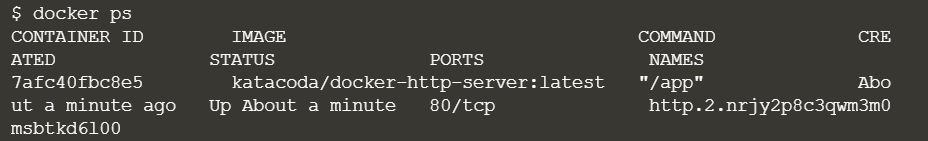 $ docker ps
CONTAINER ID        IMAGE                                COMMAND             CRE
ATED              STATUS              PORTS               NAMES
7afc40fbc8e5        katacoda/docker-http-server:latest   "/app"              Abo
ut a minute ago   Up About a minute   80/tcp              http.2.nrjy2p8c3qwm3m0
msbtkd6l00